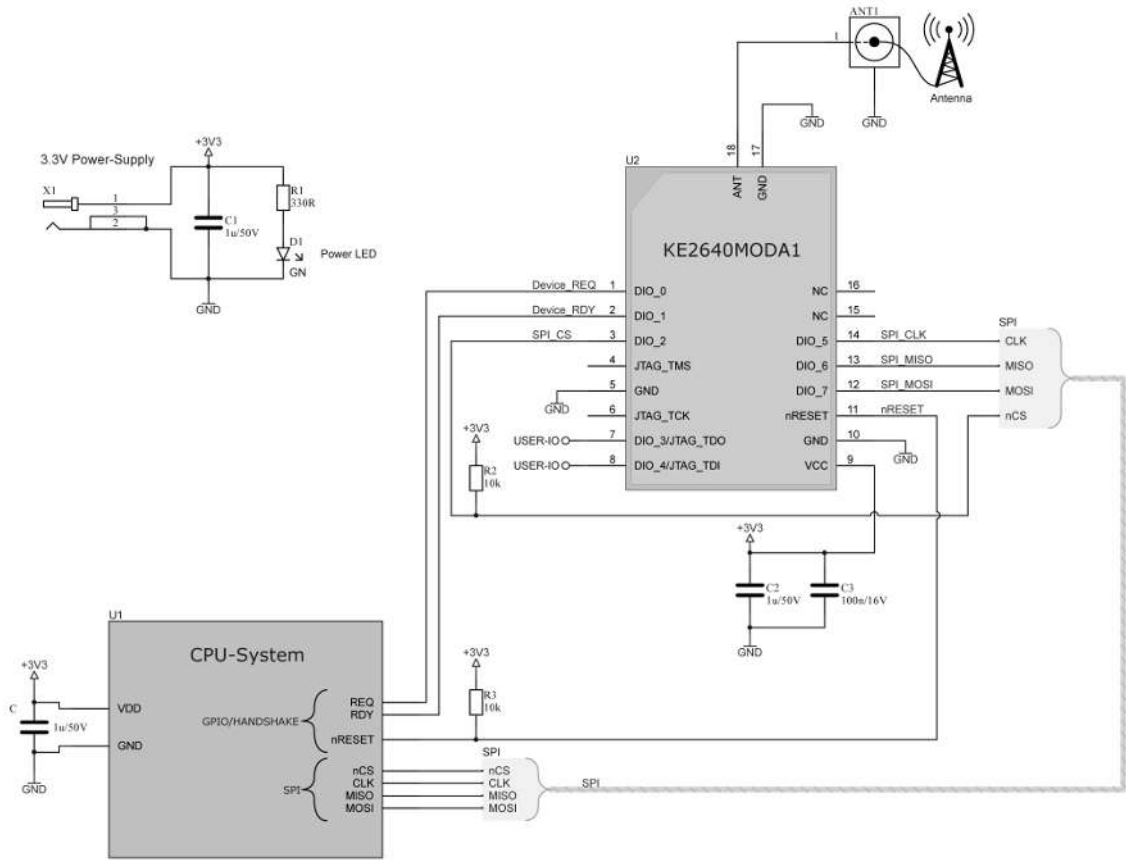 ANT1
1
Antenna
GND
GND
+3V3
3.3V Power-Supply
X1
1
3
2
C1
1u/50V
R1
330R
D1
GN
Power LED
GND
U2
18
17
ANT
GND
KE2640MODA1
Device_REQ 1 DIO_0
Device_RDY 2 DIO_1
SPI_CS 3 DIO_2
4 JTAG_TMS
5 GND
GND
6 JTAG_TCK
USER-IO 7 DIO_3/JTAG_TDO
USER-IO 8 DIO_4/JTAG_TDI
NC 16
NC 15
DIO_5 14 SPI_CLK
DIO_6 13 SPI_MISO
DIO_7 12 SPI_MOSI
nRESET 11 nRESET
GND 10
GND
VCC 9
SPI
CLK
MISO
MOSI
nCS
+3V3
R2
10k
+3V3
C2
1u/50V
C3
100n/16V
GND
U1
CPU-System
+3V3
C
1u/50V
GND
VDD
GND
GPIO/HANDSHAKE
REQ
RDY
nRESET
SPI
nCS
CLK
MISO
MOSI
+3V3
R3
10k
SPI
nCS
CLK
MISO
MOSI
SPI